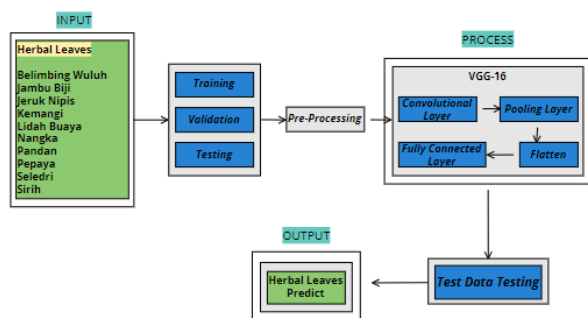 INPUT
Herbal Leaves
Belimbing Wuluh
Jambu Biji
Jeruk Nipis
Kemangi
Lidah Buaya
Nangka
Pandan
Pepaya
Seledri
Sirih
Training
Validation
Testing
Pre-Processing
PROCESS
VGG-16
Convolutional
Layer
Pooling Layer
Fully Connected
Layer
Flatten
Test Data Testing
OUTPUT
Herbal Leaves
Predict